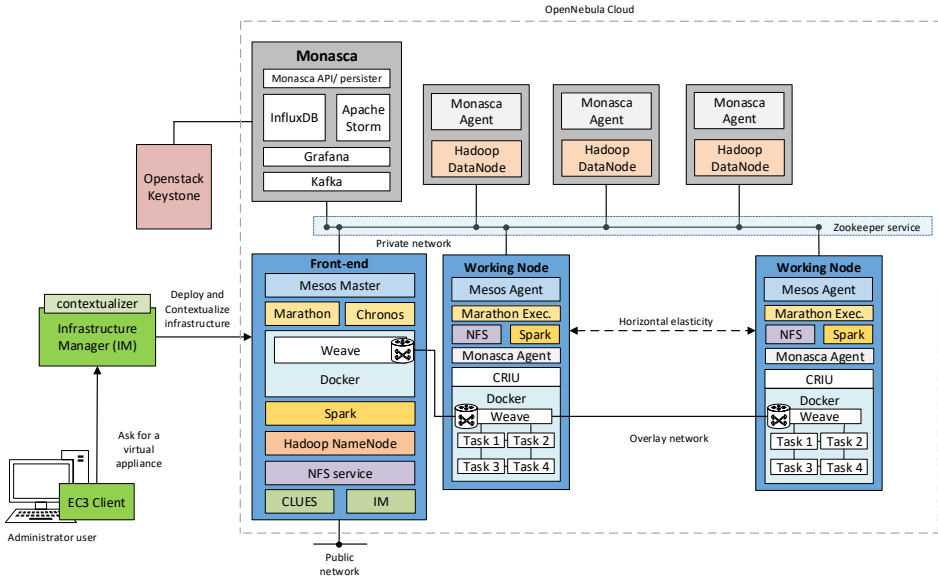 OpenNebula Cloud
Monasca
Monasca API/ persister
InfluxDB
Apache
Storm
Grafana
Kafka
Monasca
Agent
Hadoop
DataNode
Monasca
Agent
Hadoop
DataNode
Monasca
Agent
Hadoop
DataNode
Openstack
Keystone
Zookeeper service
Private network
Front-end
Mesos Master
Marathon
Chronos
Weave
Docker
Spark
Hadoop NameNode
NFS service
CLUES
IM
Public
network
Working Node
Mesos Agent
Marathon Exec.
NFS
Spark
Monasca Agent
CRIU
Docker
Weave
Task 1
Task 2
Task 3
Task 4
Horizontal elasticity
Overlay network
Working Node
Mesos Agent
Marathon Exec.
NFS
Spark
Monasca Agent
CRIU
Docker
Weave
Task 1
Task 2
Task 3
Task 4
contextualizer
Infrastructure
Manager (IM)
Deploy and
Contextualize
infrastructure
Ask for a
virtual
appliance
EC3 Client
Administrator user